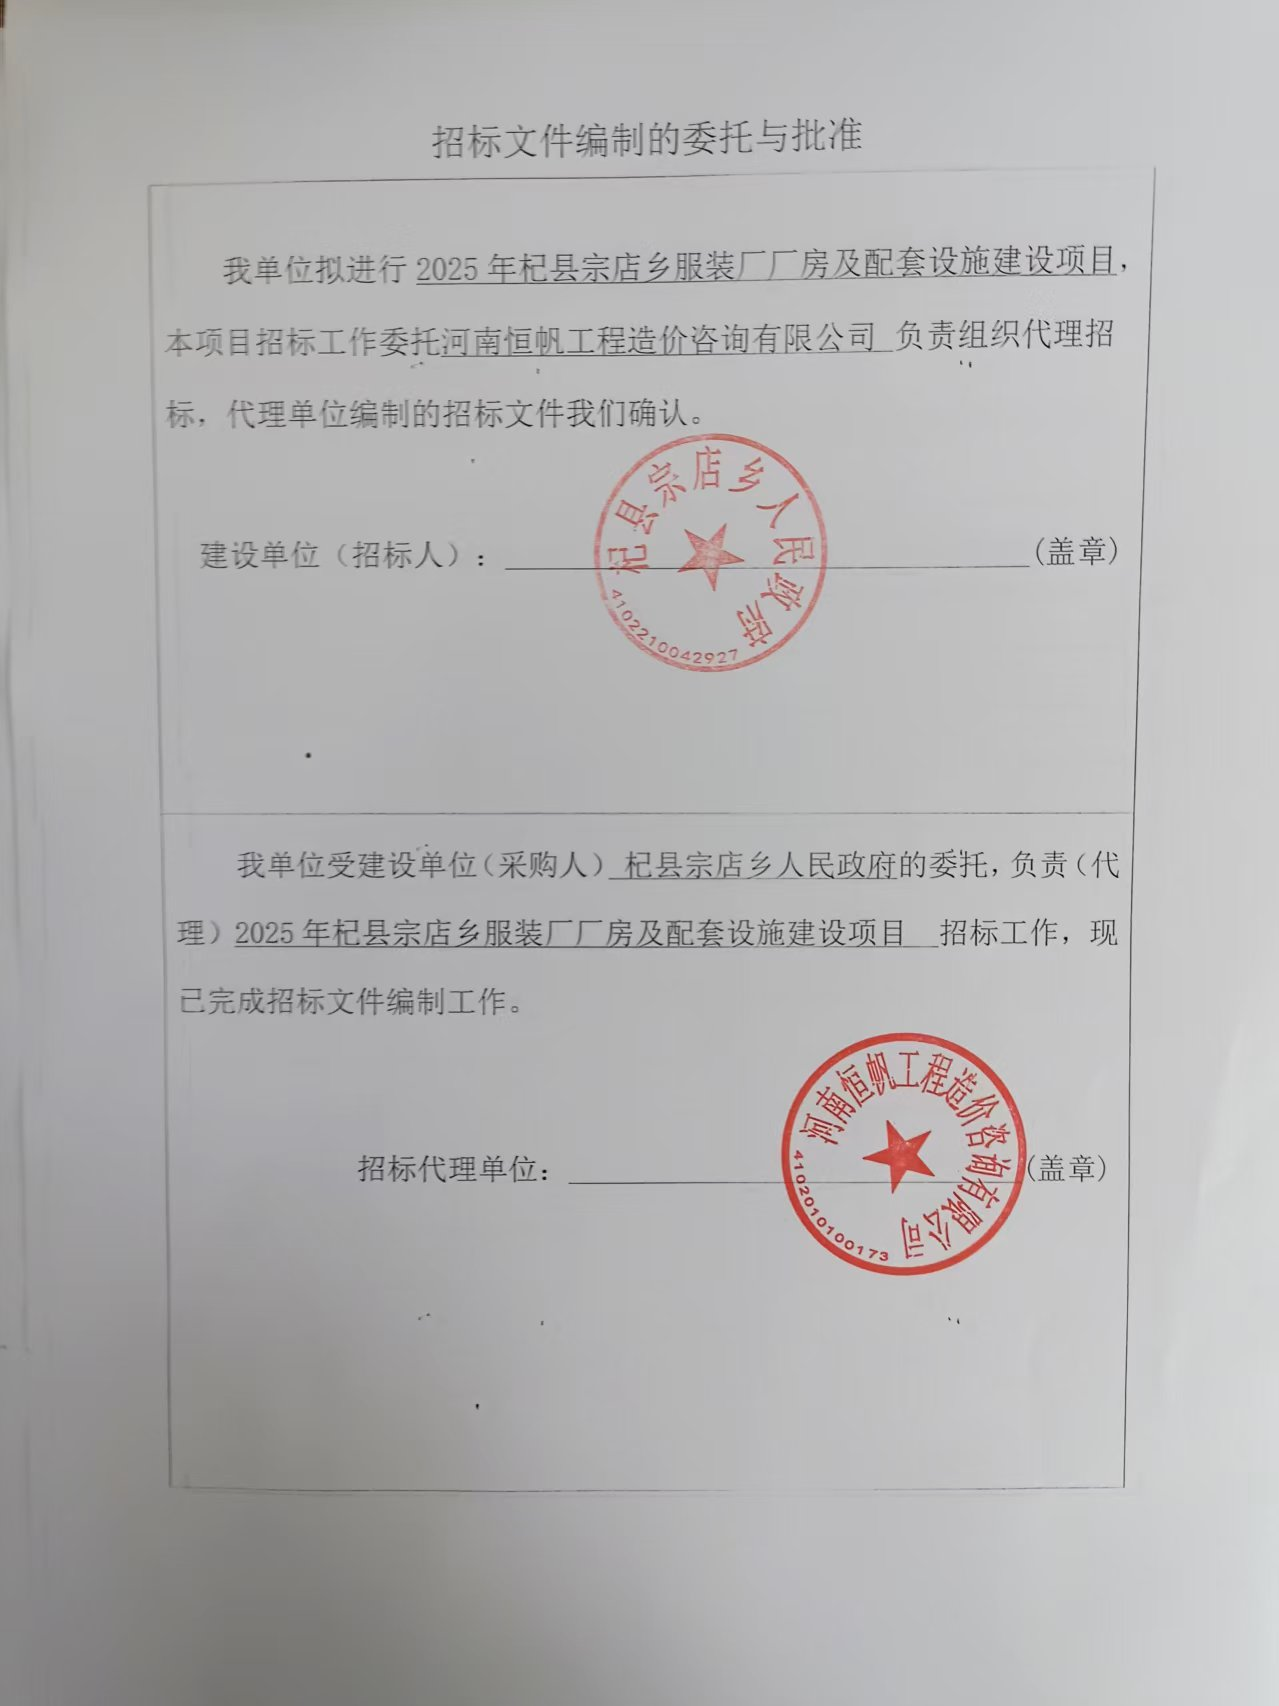 招标文件编制的委托与批准
我单位拟进行 2025 年杞县宗店乡服装厂厂房及配套设施建设项目，
本项目招标工作委托河南恒帆工程造价咨询有限公司 负责组织代理招
标，代理单位编制的招标文件我们确认。
建设单位（招标人）：(盖章)
杞县宗店乡人民政府
4102210042927
我单位受建设单位（采购人）杞县宗店乡人民政府的委托，负责（代
理）2025 年杞县宗店乡服装厂厂房及配套设施建设项目 招标工作，现
已完成招标文件编制工作。
招标代理单位：(盖章)
河南恒帆工程造价咨询有限公司
4102010100173